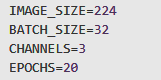 IMAGE_SIZE=224
BATCH_SIZE=32
CHANNELS=3
EPOCHS=20